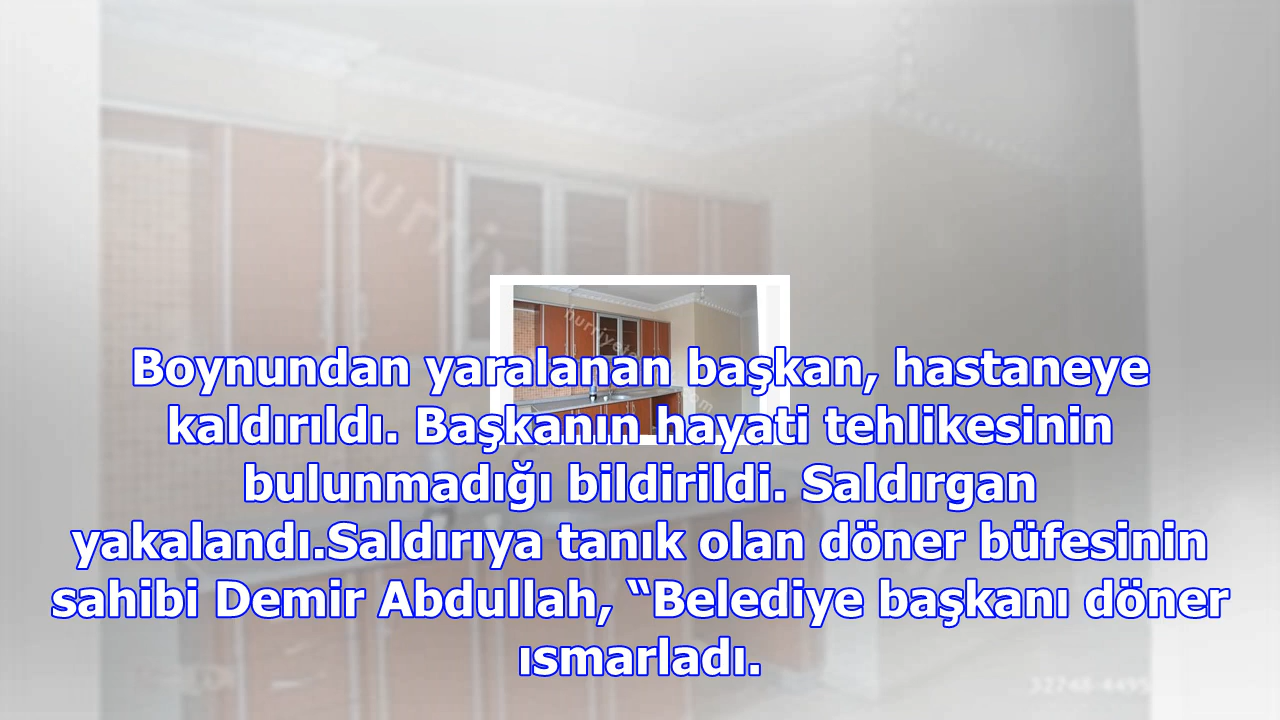 Boynundan yaralanan başkan, hastaneye
kaldırıldı. Başkanın hayati tehlikesinin
bulunmadığı bildirildi. Saldırgan
yakalandı.Saldırıya tanık olan döner büfesinin
sahibi Demir Abdullah, “Belediye başkanı döner
ısmarladı.